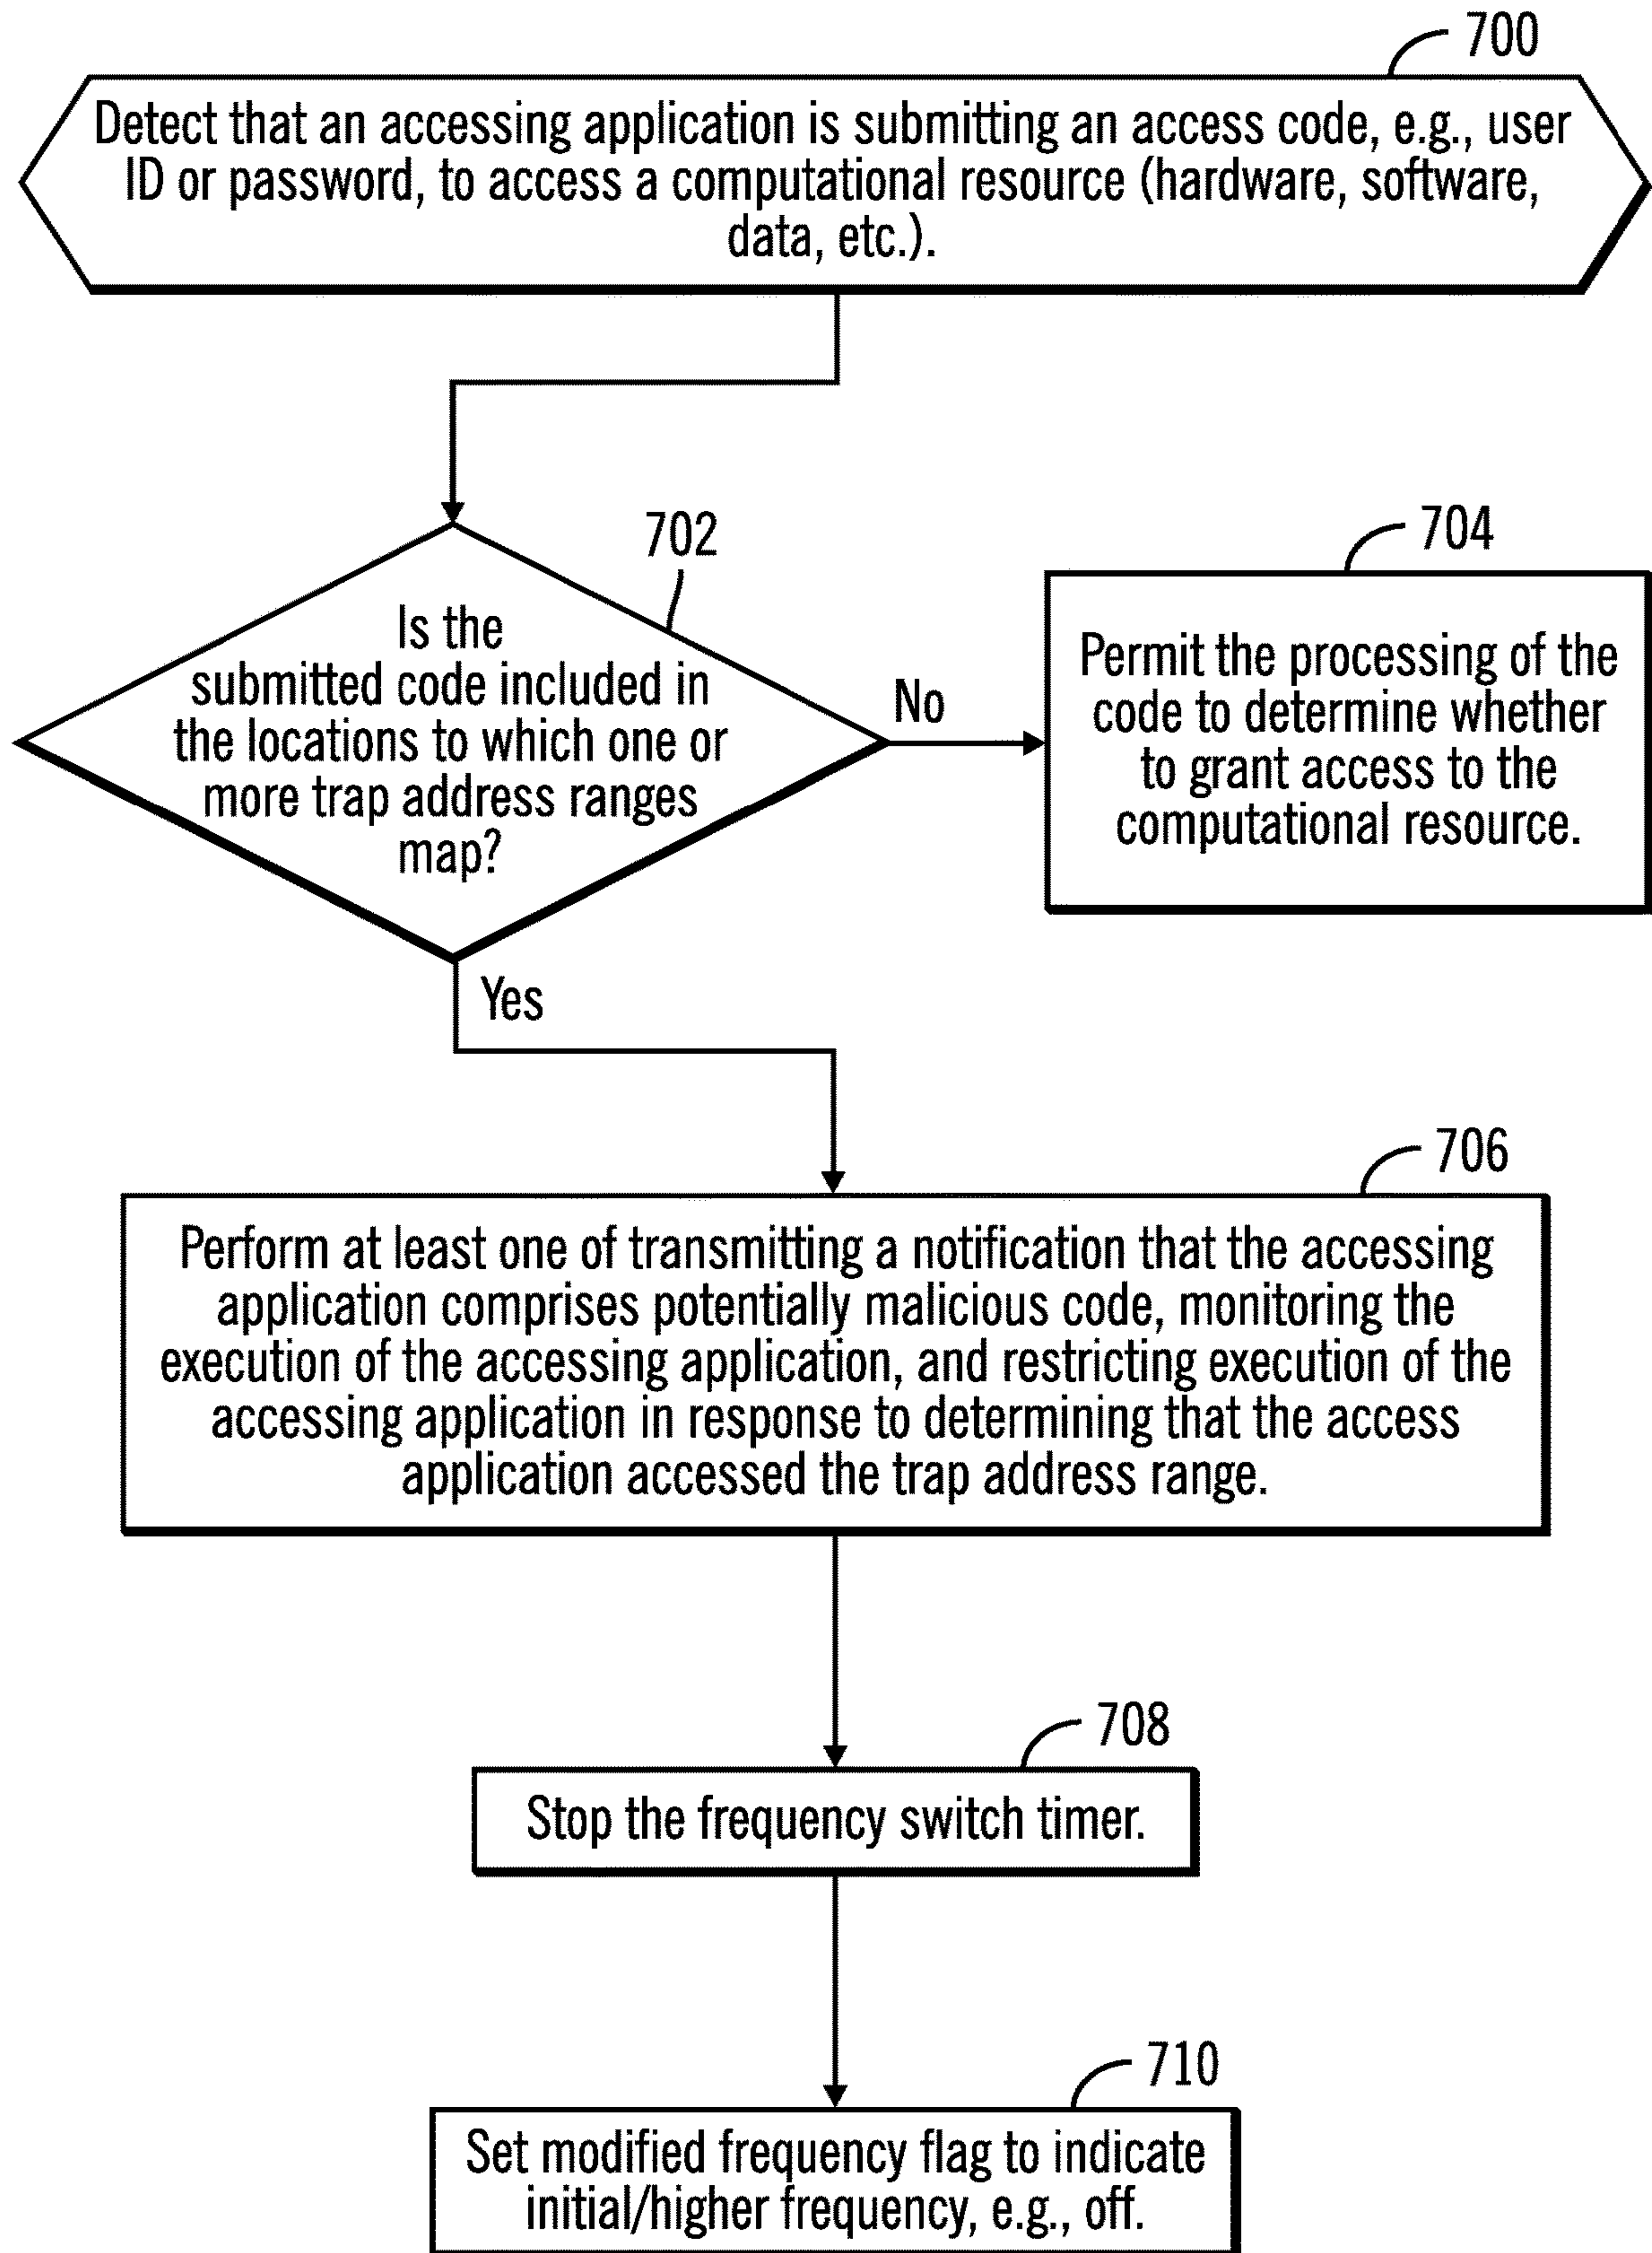 700
Detect that an accessing application is submitting an access code, e.g., user
ID or password, to access a computational resource (hardware, software,
data, etc.).
702
Is the
submitted code included in
the locations to which one or
more trap address ranges
map?
No
704
Permit the processing of the
code to determine whether
to grant access to the
computational resource.
Yes
706
Perform at least one of transmitting a notification that the accessing
application comprises potentially malicious code, monitoring the
execution of the accessing application, and restricting execution of the
accessing application in response to determining that the access
application accessed the trap address range.
708
Stop the frequency switch timer.
710
Set modified frequency flag to indicate
initial/higher frequency, e.g., off.